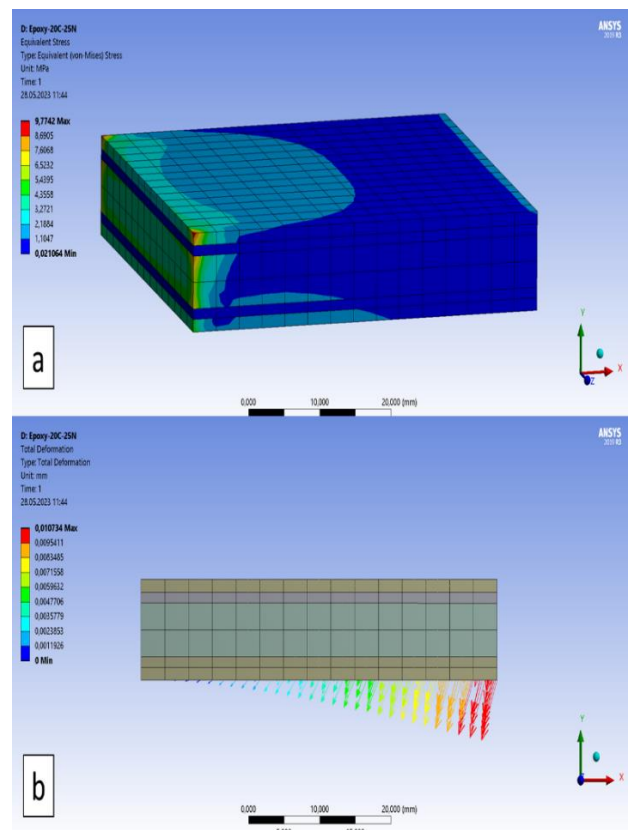 D: Epoxy-20C-25N
Equivalent Stress
Type: Equivalent (von-Mises) Stress
Unit: MPa
Time: 1
28.05.2023 11:44
9,7742 Max
8,6905
7,6068
6,5232
5,4395
4,3558
3,2721
2,1884
1,1047
0,021064 Min
ANSYS
2019 R3
Y
X
Z
a
0,000 10,000 20,000 (mm)
D: Epoxy-20C-25N
Total Deformation
Type: Total Deformation
Unit: mm
Time: 1
28.05.2023 11:44
0,010734 Max
0,0095411
0,0083485
0,0071558
0,0059632
0,0047706
0,0035779
0,0023853
0,0011926
0 Min
ANSYS
2019 R3
Y
X
b
0,000 10,000 20,000 (mm)